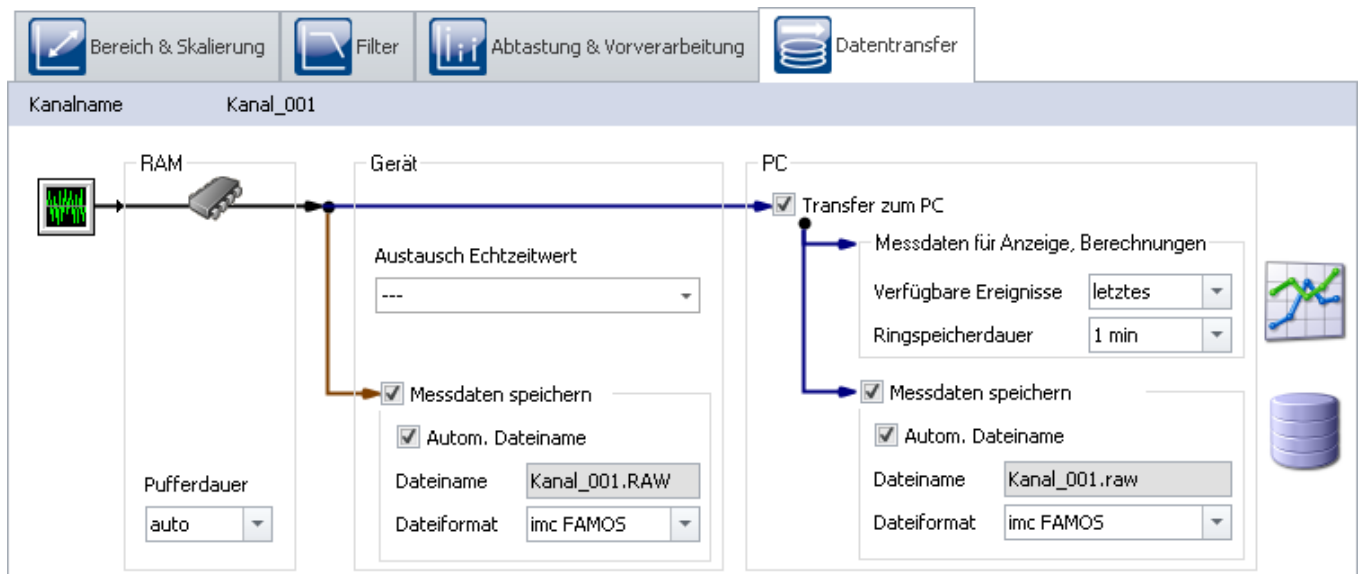 Bereich & Skalierung
Filter
Abtastung & Vorverarbeitung
Datentransfer
Kanalname Kanal_001
RAM
Pufferdauer
auto
Gerät
Austausch Echtzeitwert
---
Messdaten speichern
Autom. Dateiname
Dateiname Kanal_001.RAW
Dateiformat imc FAMOS
PC
Transfer zum PC
Messdaten für Anzeige, Berechnungen
Verfügbare Ereignisse letztes
Ringspeicherdauer 1 min
Messdaten speichern
Autom. Dateiname
Dateiname Kanal_001.raw
Dateiformat imc FAMOS